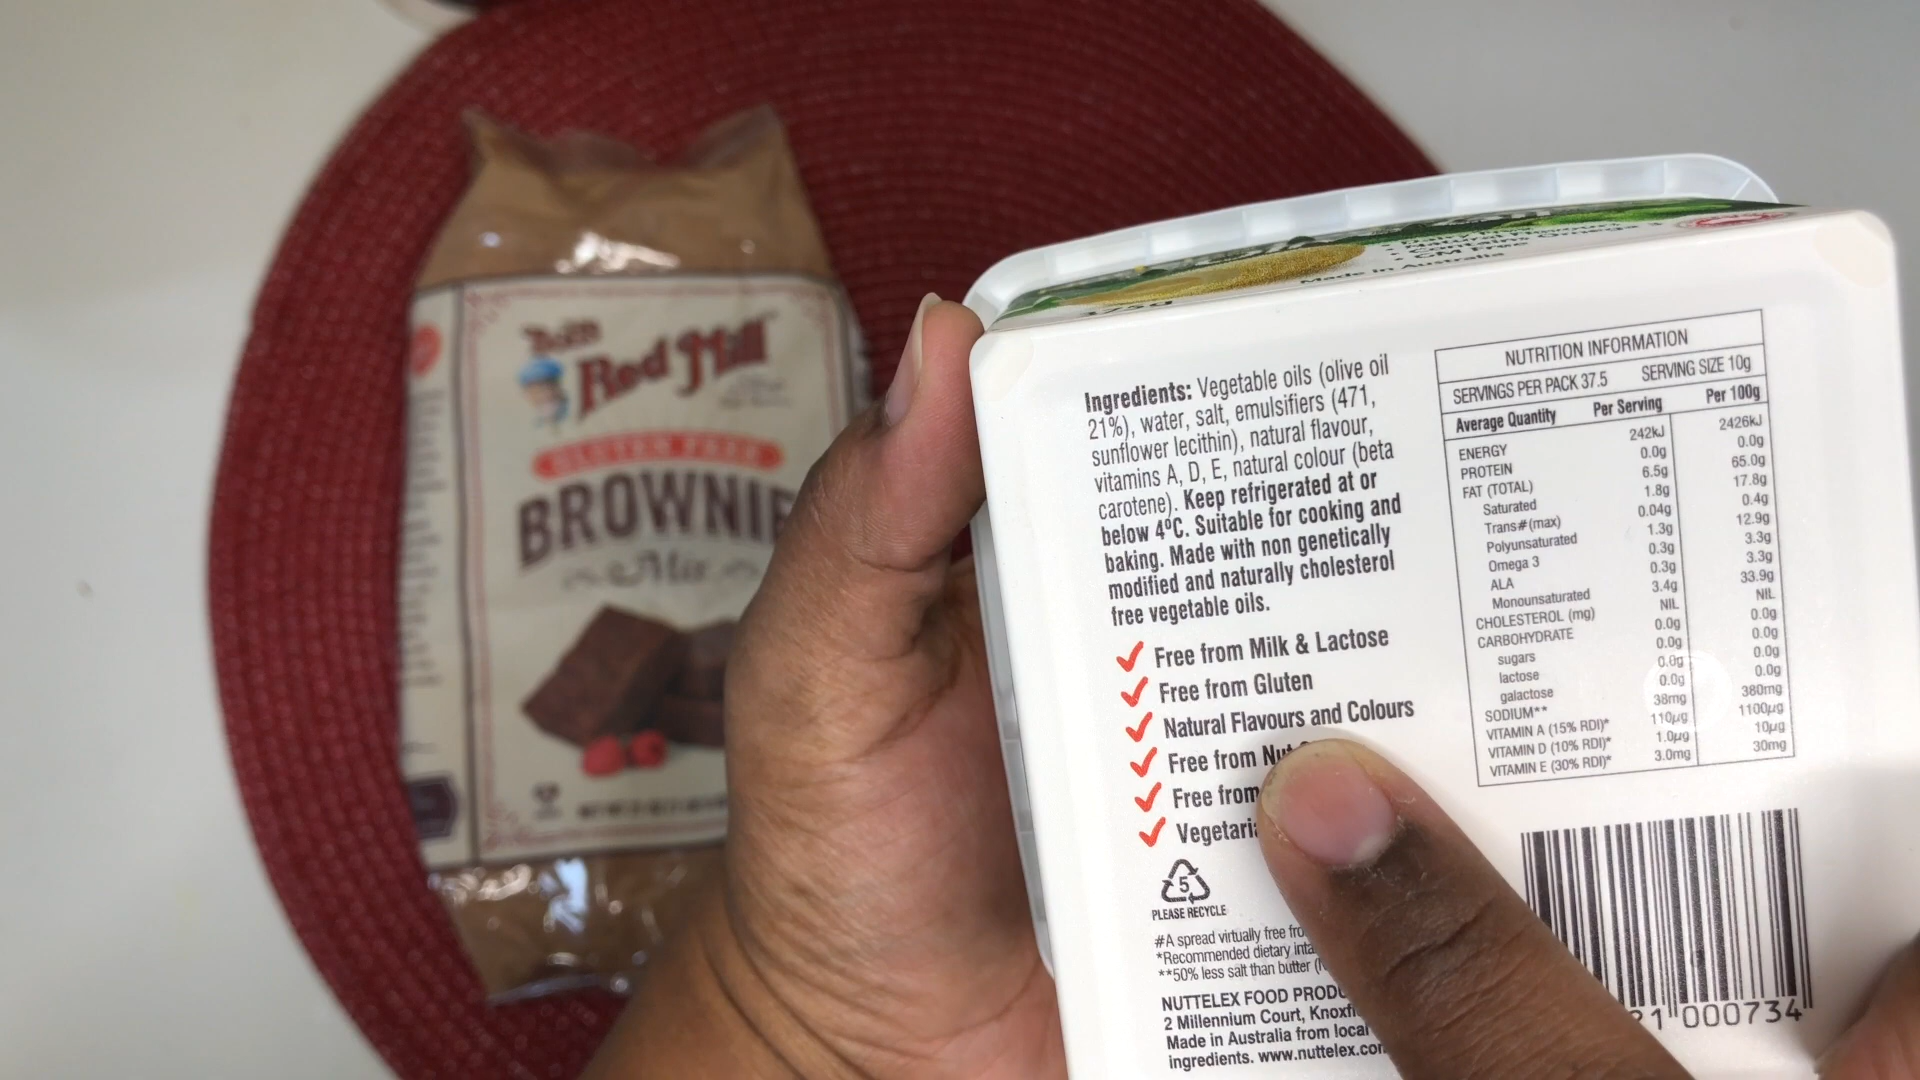 Bob's
Red Mill
GLUTEN FREE
BROWNIE
Mix
375g
Made in Australia
Ingredients: Vegetable oils (olive oil
21%), water, salt, emulsifiers (471,
sunflower lecithin), natural flavour,
vitamins A, D, E, natural colour (beta
carotene). Keep refrigerated at or
below 4ºC. Suitable for cooking and
baking. Made with non genetically
modified and naturally cholesterol
free vegetable oils.
Free from Milk & Lactose
Free from Gluten
Natural Flavours and Colours
Free from
Free from
5
PLEASE RECYCLE
#A spread virtually free
*Recommended dietary
**50% less salt than butter
NUTTELEX FOOD
2 Millennium Court,
Made in Australia from local
ingredients. www.nuttelex.com
NUTRITION INFORMATION
SERVINGS PER PACK 37.5 SERVING SIZE 10g
Average Quantity Per Serving Per 100g
ENERGY 242kJ 2426kJ
PROTEIN 0.0g 0.0g
FAT (TOTAL) 6.5g 65.0g
Saturated 1.8g 17.8g
Trans#(max) 0.04g 0.4g
Polyunsaturated 1.3g 12.9g
Omega 3 0.3g 3.3g
ALA 0.3g 3.3g
Monounsaturated 3.4g 33.9g
CHOLESTEROL (mg) NIL NIL
CARBOHYDRATE 0.0g 0.0g
sugars 0.0g 0.0g
lactose 0.0g 0.0g
galactose 0.0g 0.0g
SODIUM** 38mg 380mg
VITAMIN A (15% RDI)* 110µg 1100µg
VITAMIN D (10% RDI)* 1.0µg 10µg
VITAMIN E (30% RDI)* 3.0mg 30mg
21 000734